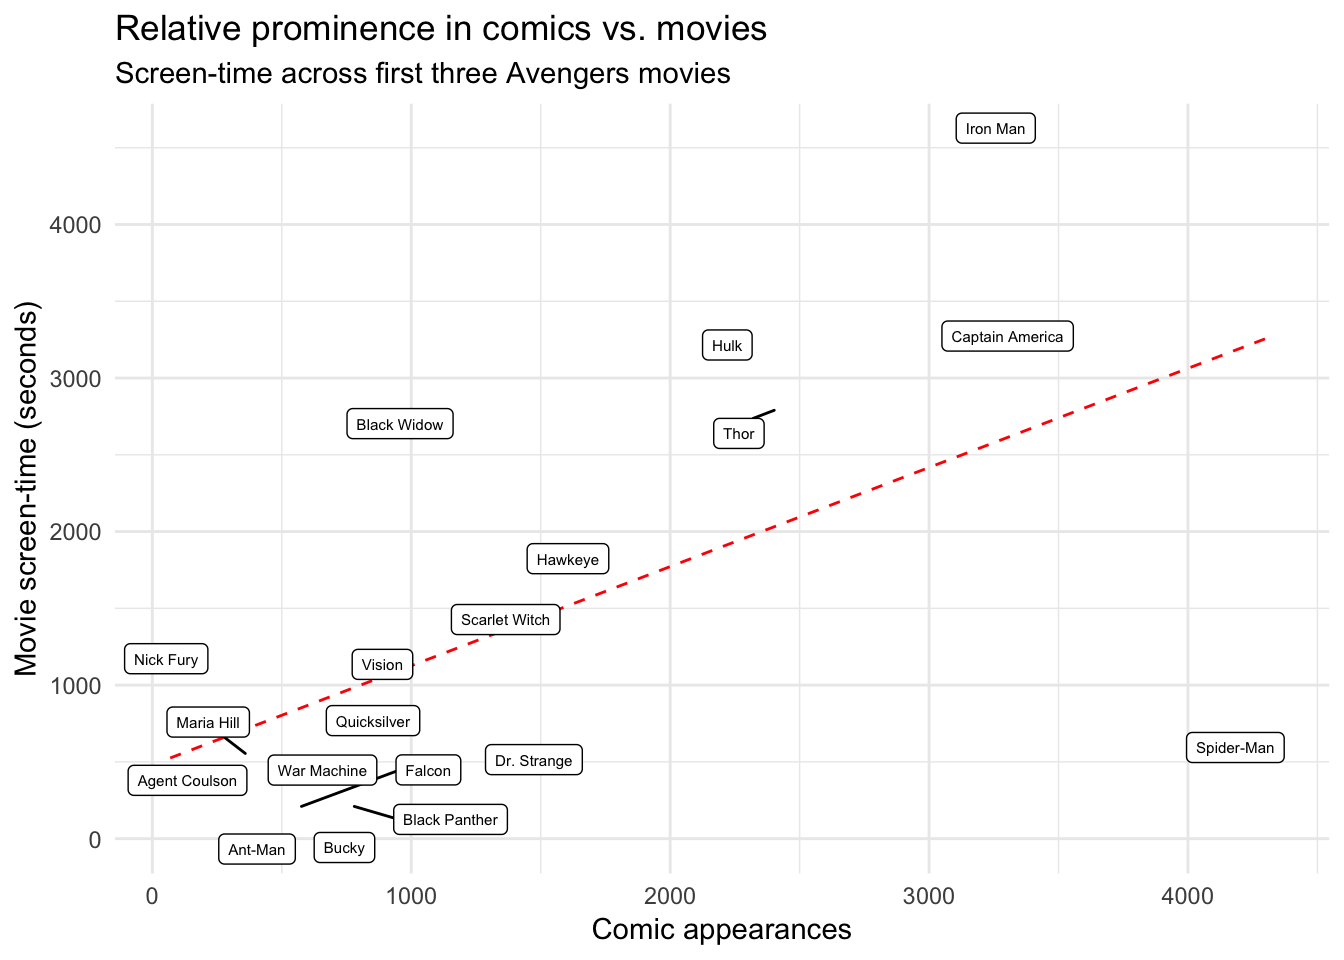 Relative prominence in comics vs. movies
Screen-time across first three Avengers movies
Movie screen-time (seconds)
4000
3000
2000
1000
0
Iron Man
Captain America
Hulk
Black Widow
Thor
Hawkeye
Scarlet Witch
Nick Fury
Vision
Maria Hill
Quicksilver
Spider-Man
Dr. Strange
War Machine
Falcon
Agent Coulson
Black Panther
Ant-Man
Bucky
0
1000
2000
3000
4000
Comic appearances